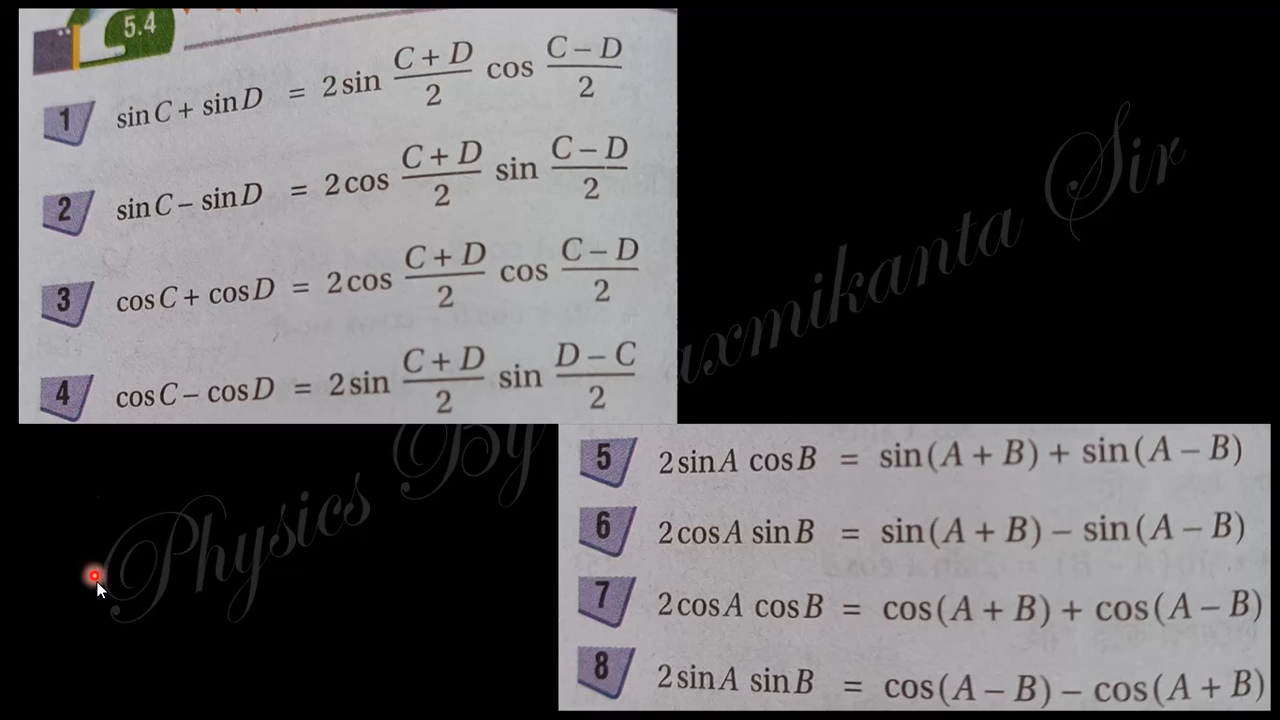 5.4
1 sin C + sin D = 2 sin (C + D)/2 cos (C – D)/2
2 sin C – sin D = 2 cos (C + D)/2 sin (C – D)/2
3 cos C + cos D = 2 cos (C + D)/2 cos (C – D)/2
4 cos C – cos D = 2 sin (C + D)/2 sin (D – C)/2
5 2 sin A cos B = sin(A + B) + sin(A – B)
6 2 cos A sin B = sin(A + B) – sin(A – B)
7 2 cos A cos B = cos(A + B) + cos(A – B)
8 2 sin A sin B = cos(A – B) – cos(A + B)
Physics By axmikanta Sir